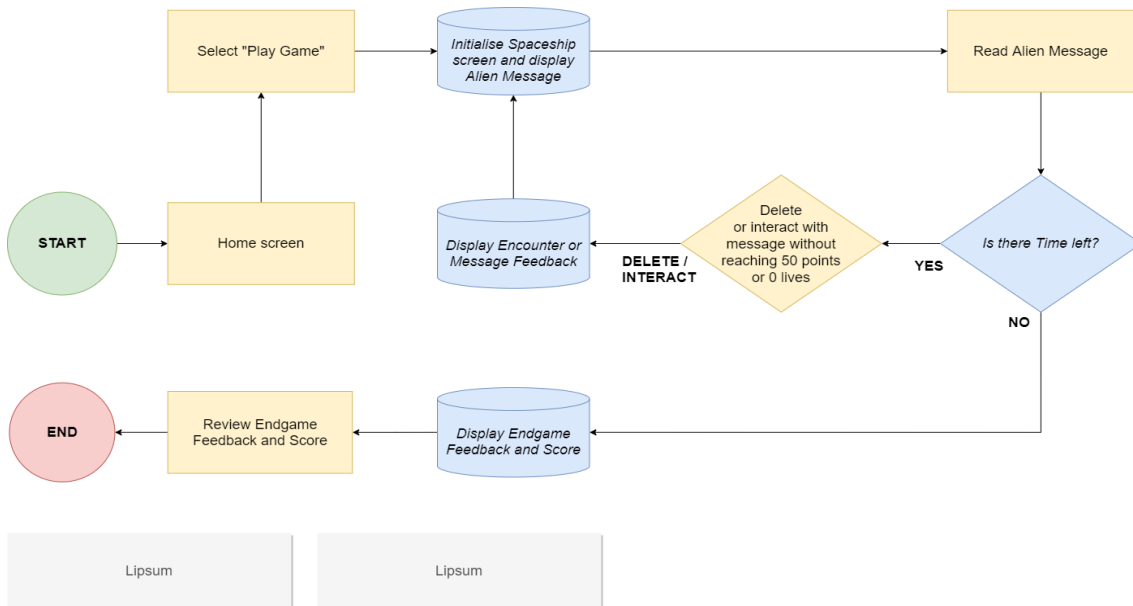 Select "Play Game"
Initialise Spaceship
screen and display
Alien Message
Read Alien Message
START
Home screen
Display Encounter or
Message Feedback
DELETE /
INTERACT
Delete
or interact with
message without
reaching 50 points
or 0 lives
YES
Is there Time left?
NO
END
Review Endgame
Feedback and Score
Display Endgame
Feedback and Score
Lipsum
Lipsum